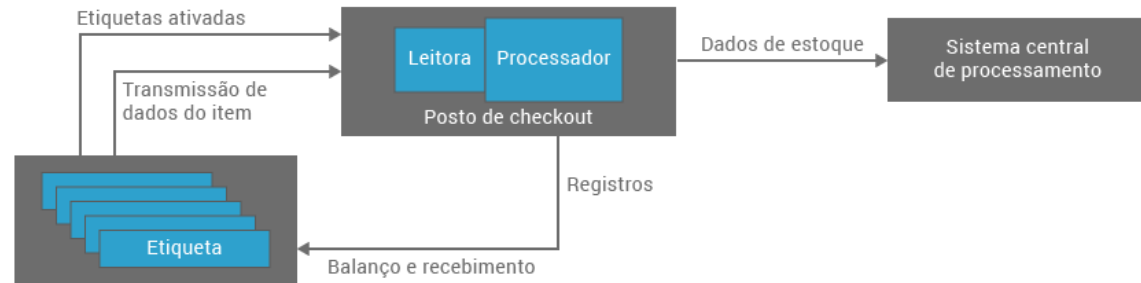 Etiquetas ativadas
Transmissão de
dados do item
Leitora
Processador
Posto de checkout
Dados de estoque
Sistema central
de processamento
Registros
Etiqueta
Balanço e recebimento